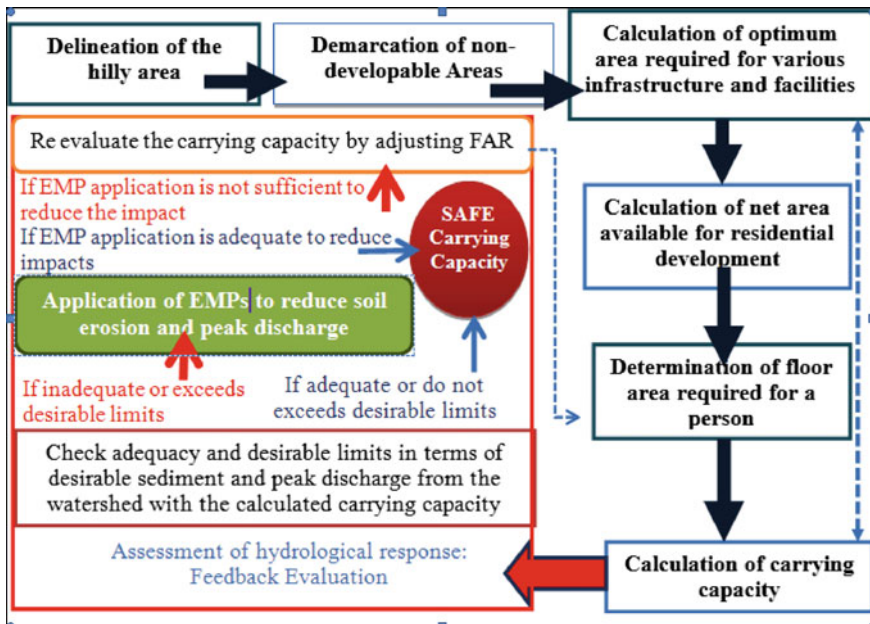 Delineation of the
hilly area
Demarcation of non-
developable Areas
Calculation of optimum
area required for various
infrastructure and facilities
Re evaluate the carrying capacity by adjusting FAR
If EMP application is not sufficient to
reduce the impact
If EMP application is adequate to reduce
impacts
SAFE
Carrying
Capacity
Calculation of net area
available for residential
development
Application of EMPs to reduce soil
erosion and peak discharge
If inadequate or exceeds
desirable limits
If adequate or do not
exceeds desirable limits
Determination of floor
area required for a
person
Check adequacy and desirable limits in terms of
desirable sediment and peak discharge from the
watershed with the calculated carrying capacity
Assessment of hydrological response:
Feedback Evaluation
Calculation of carrying
capacity